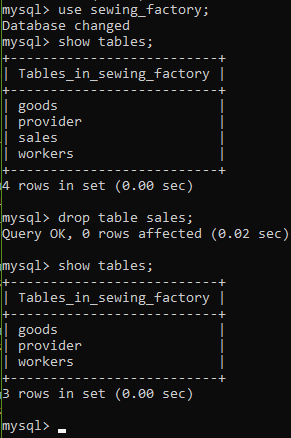 mysql> use sewing_factory;
Database changed
mysql> show tables;
+--------------------------+
| Tables_in_sewing_factory |
+--------------------------+
| goods                    |
| provider                 |
| sales                    |
| workers                  |
+--------------------------+
4 rows in set (0.00 sec)

mysql> drop table sales;
Query OK, 0 rows affected (0.02 sec)

mysql> show tables;
+--------------------------+
| Tables_in_sewing_factory |
+--------------------------+
| goods                    |
| provider                 |
| workers                  |
+--------------------------+
3 rows in set (0.00 sec)

mysql> _